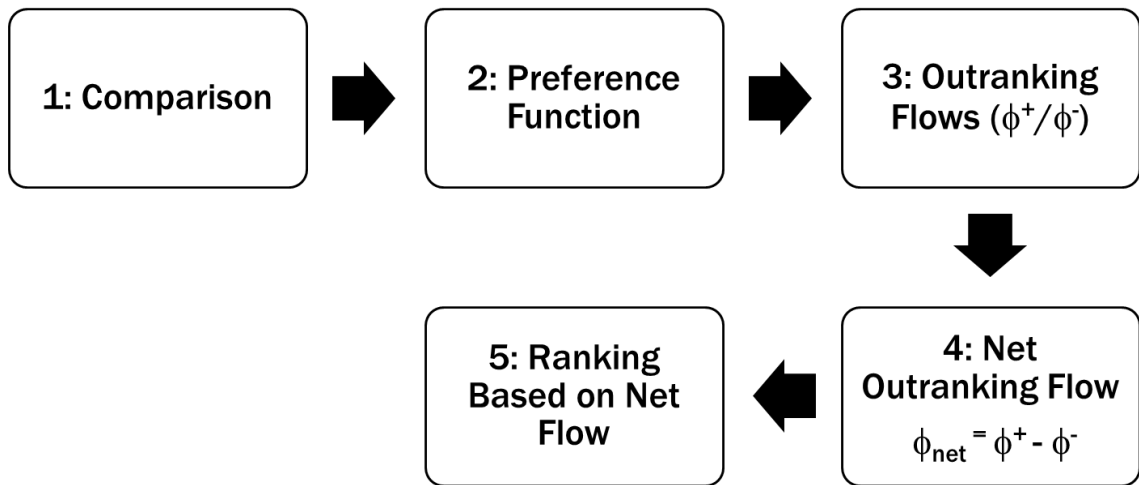 1: Comparison
2: Preference
Function
3: Outranking
Flows (ϕ⁺/ϕ⁻)
4: Net
Outranking Flow
ϕnet = ϕ⁺ - ϕ⁻
5: Ranking
Based on Net
Flow